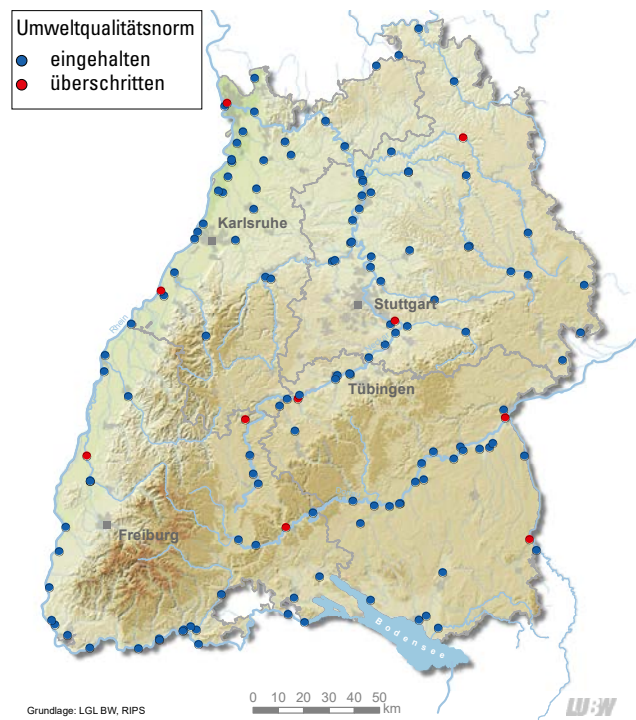 Umweltqualitätsnorm
eingehalten
überschritten
Karlsruhe
Rhein
Stuttgart
Tübingen
Freiburg
Bodensee
Grundlage: LGL BW, RIPS
0 10 20 30 40 50
km
LUBW